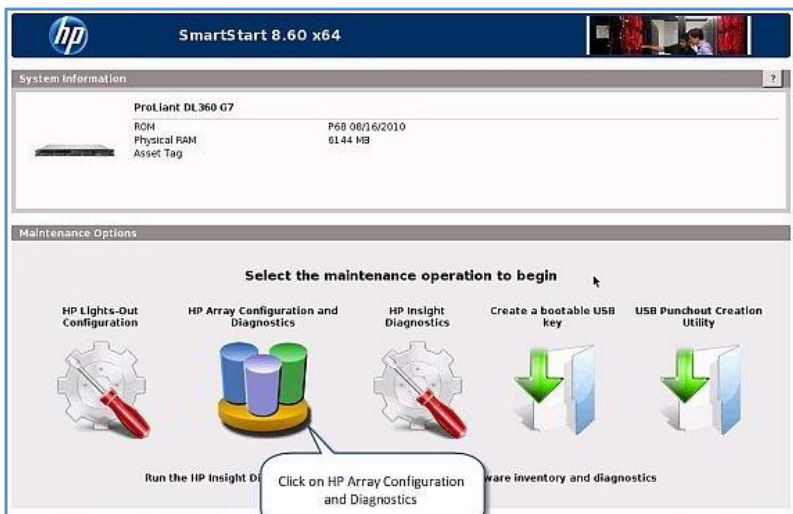 hp
SmartStart 8.60 x64
System Information
?
ProLiant DL360 G7
ROM P68 08/16/2010
Physical RAM 6144 MB
Asset Tag
Maintenance Options
Select the maintenance operation to begin
HP Lights-Out
Configuration
HP Array Configuration and
Diagnostics
HP Insight
Diagnostics
Create a bootable USB
key
USB Punchout Creation
Utility
Run the HP Insight Di ware inventory and diagnostics
Click on HP Array Configuration
and Diagnostics